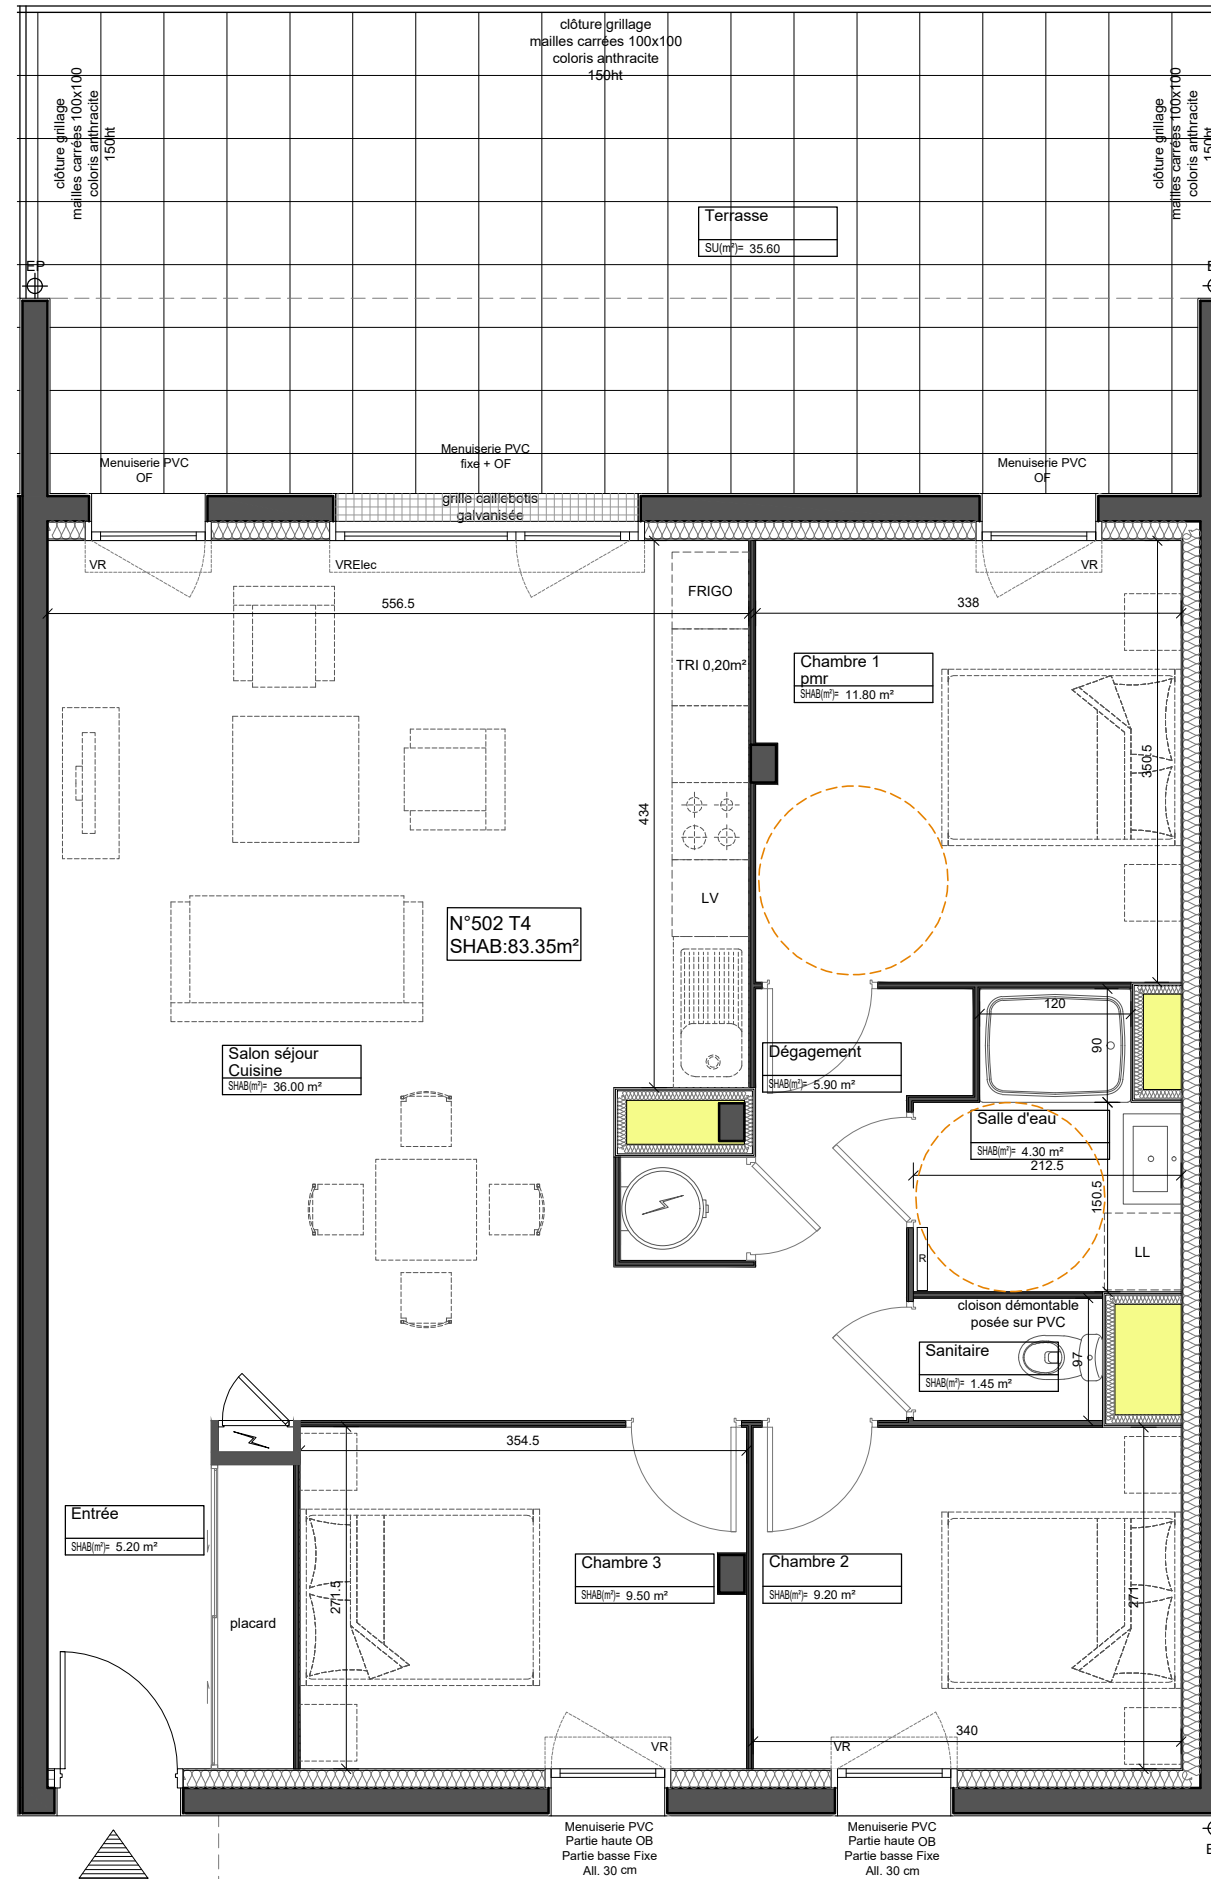 clôture grillage
mailles carrées 100x100
coloris anthracite
150ht
clôture grillage
mailles carrées 100x100
coloris anthracite
150ht
clôture grillage
mailles carrées 100x100
coloris anthracite
150ht
Terrasse
SU(m²)= 35.60
EP
Menuiserie PVC
OF
Menuiserie PVC
fixe + OF
Menuiserie PVC
OF
grille caillebotis
galvanisée
VR
VRElec
VR
FRIGO
556.5
338
TRI 0,20m²
Chambre 1
pmr
SHAB(m²)= 11.80 m²
350.5
434
LV
N°502 T4
SHAB:83.35m²
120
90
Salon séjour
Cuisine
SHAB(m²)= 36.00 m²
Dégagement
SHAB(m²)= 5.90 m²
Salle d'eau
SHAB(m²)= 4.30 m²
212.5
150.5
LL
R
cloison démontable
posée sur PVC
Sanitaire
SHAB(m²)= 1.45 m²
97
354.5
Entrée
SHAB(m²)= 5.20 m²
placard
271.5
Chambre 3
SHAB(m²)= 9.50 m²
Chambre 2
SHAB(m²)= 9.20 m²
271
340
VR
VR
Menuiserie PVC
Partie haute OB
Partie basse Fixe
All. 30 cm
Menuiserie PVC
Partie haute OB
Partie basse Fixe
All. 30 cm